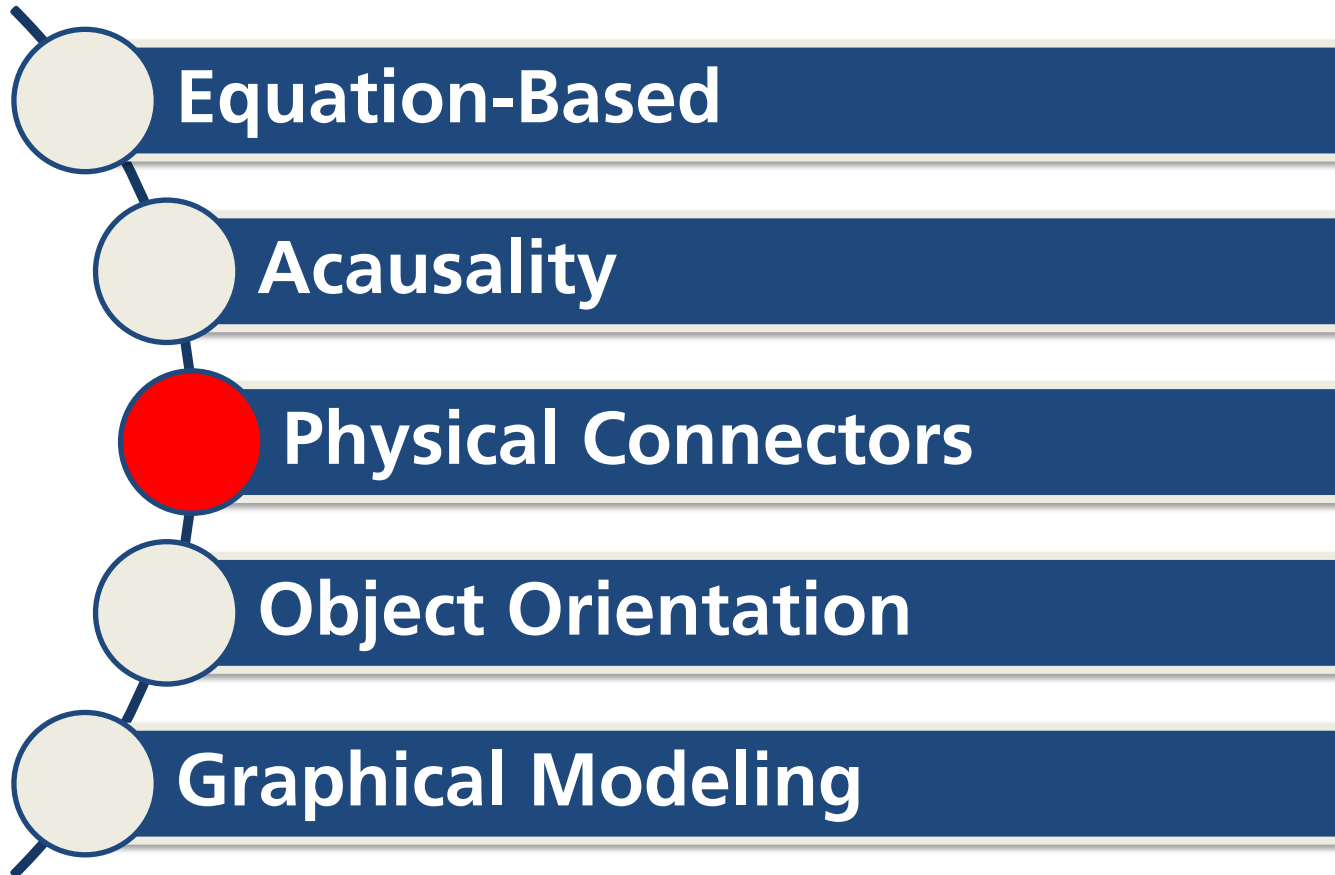 Equation-Based
Acausality
Physical Connectors
Object Orientation
Graphical Modeling